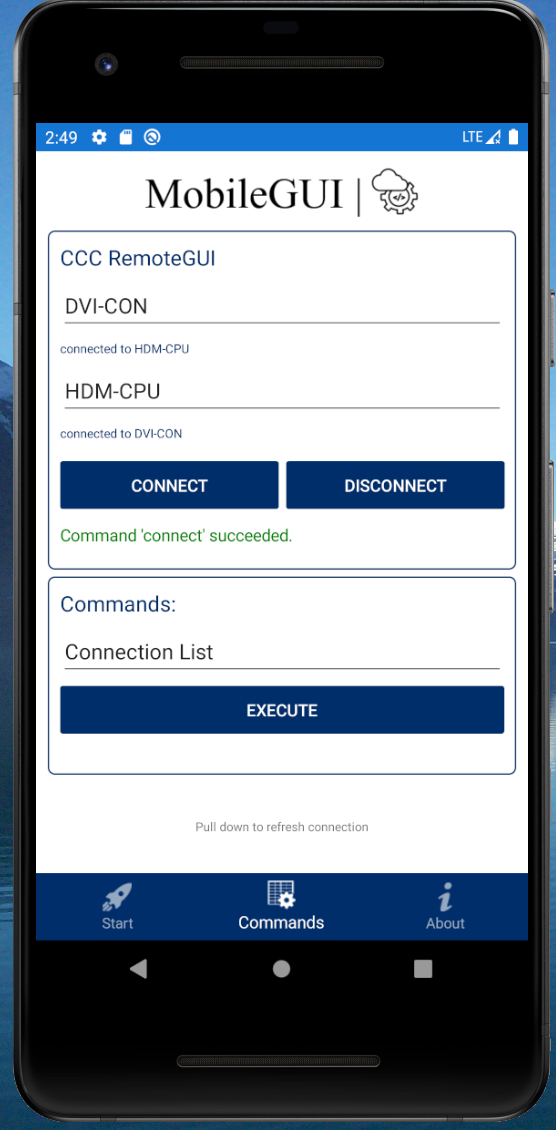 2:49
LTE
MobileGUI |
</>
CCC RemoteGUI
DVI-CON
connected to HDM-CPU
HDM-CPU
connected to DVI-CON
CONNECT DISCONNECT
Command 'connect' succeeded.
Commands:
Connection List
EXECUTE
Pull down to refresh connection
Start Commands About